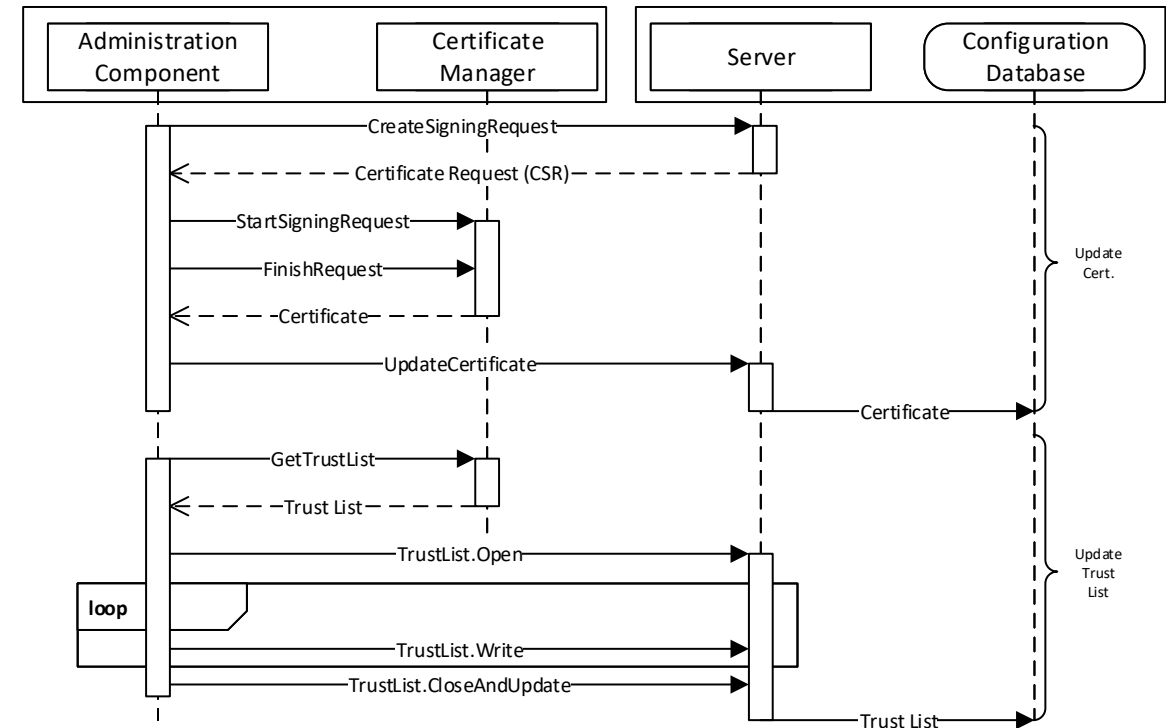 Administration
Component
Certificate
Manager
Server
Configuration
Database
CreateSigningRequest
Certificate Request (CSR)
StartSigningRequest
FinishRequest
Update
Cert.
Certificate
UpdateCertificate
Certificate
GetTrustList
Trust List
TrustList.Open
Update
Trust
List
loop
TrustList.Write
TrustList.CloseAndUpdate
Trust List